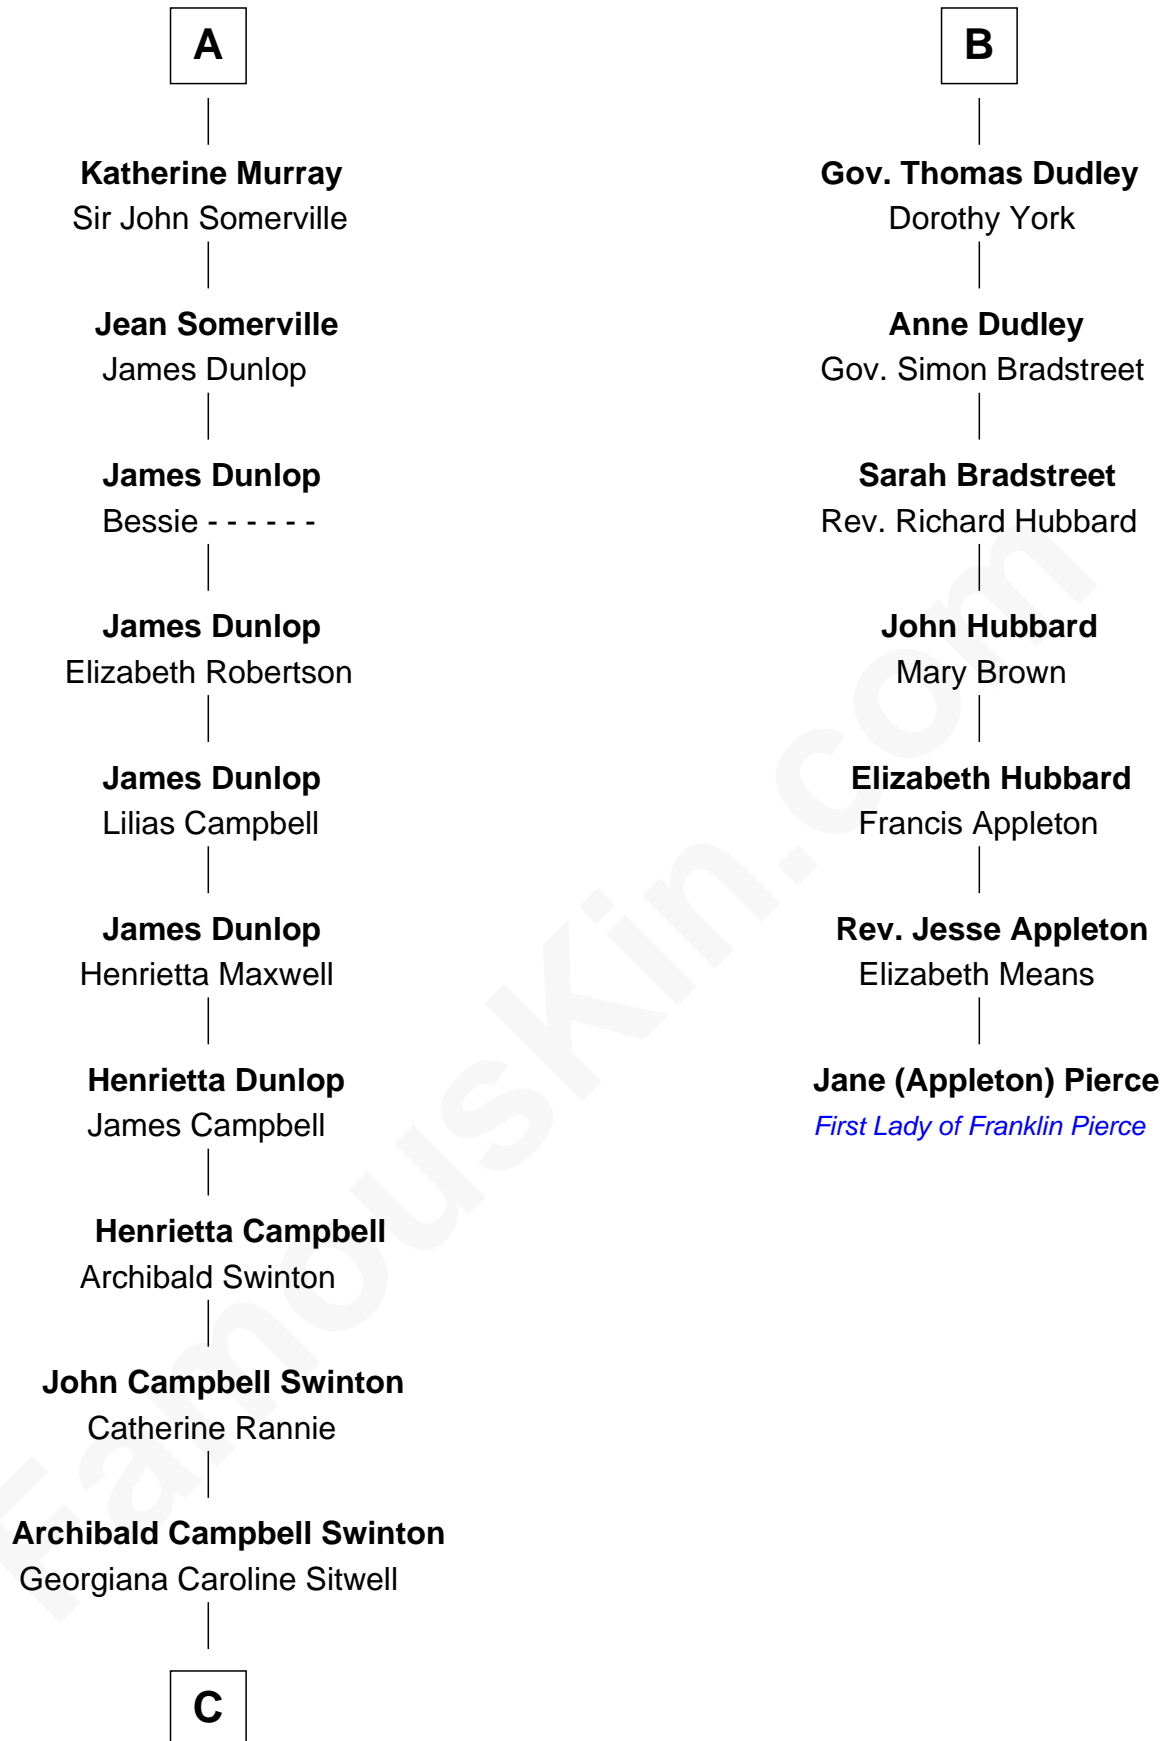 A
Katherine Murray
Sir John Somerville
Jean Somerville
James Dunlop
James Dunlop
Bessie - - - - - -
James Dunlop
Elizabeth Robertson
James Dunlop
Lilias Campbell
James Dunlop
Henrietta Maxwell
Henrietta Dunlop
James Campbell
Henrietta Campbell
Archibald Swinton
John Campbell Swinton
Catherine Rannie
Archibald Campbell Swinton
Georgiana Caroline Sitwell
C
B
Gov. Thomas Dudley
Dorothy York
Anne Dudley
Gov. Simon Bradstreet
Sarah Bradstreet
Rev. Richard Hubbard
John Hubbard
Mary Brown
Elizabeth Hubbard
Francis Appleton
Rev. Jesse Appleton
Elizabeth Means
Jane (Appleton) Pierce
First Lady of Franklin Pierce
FamousKin.com